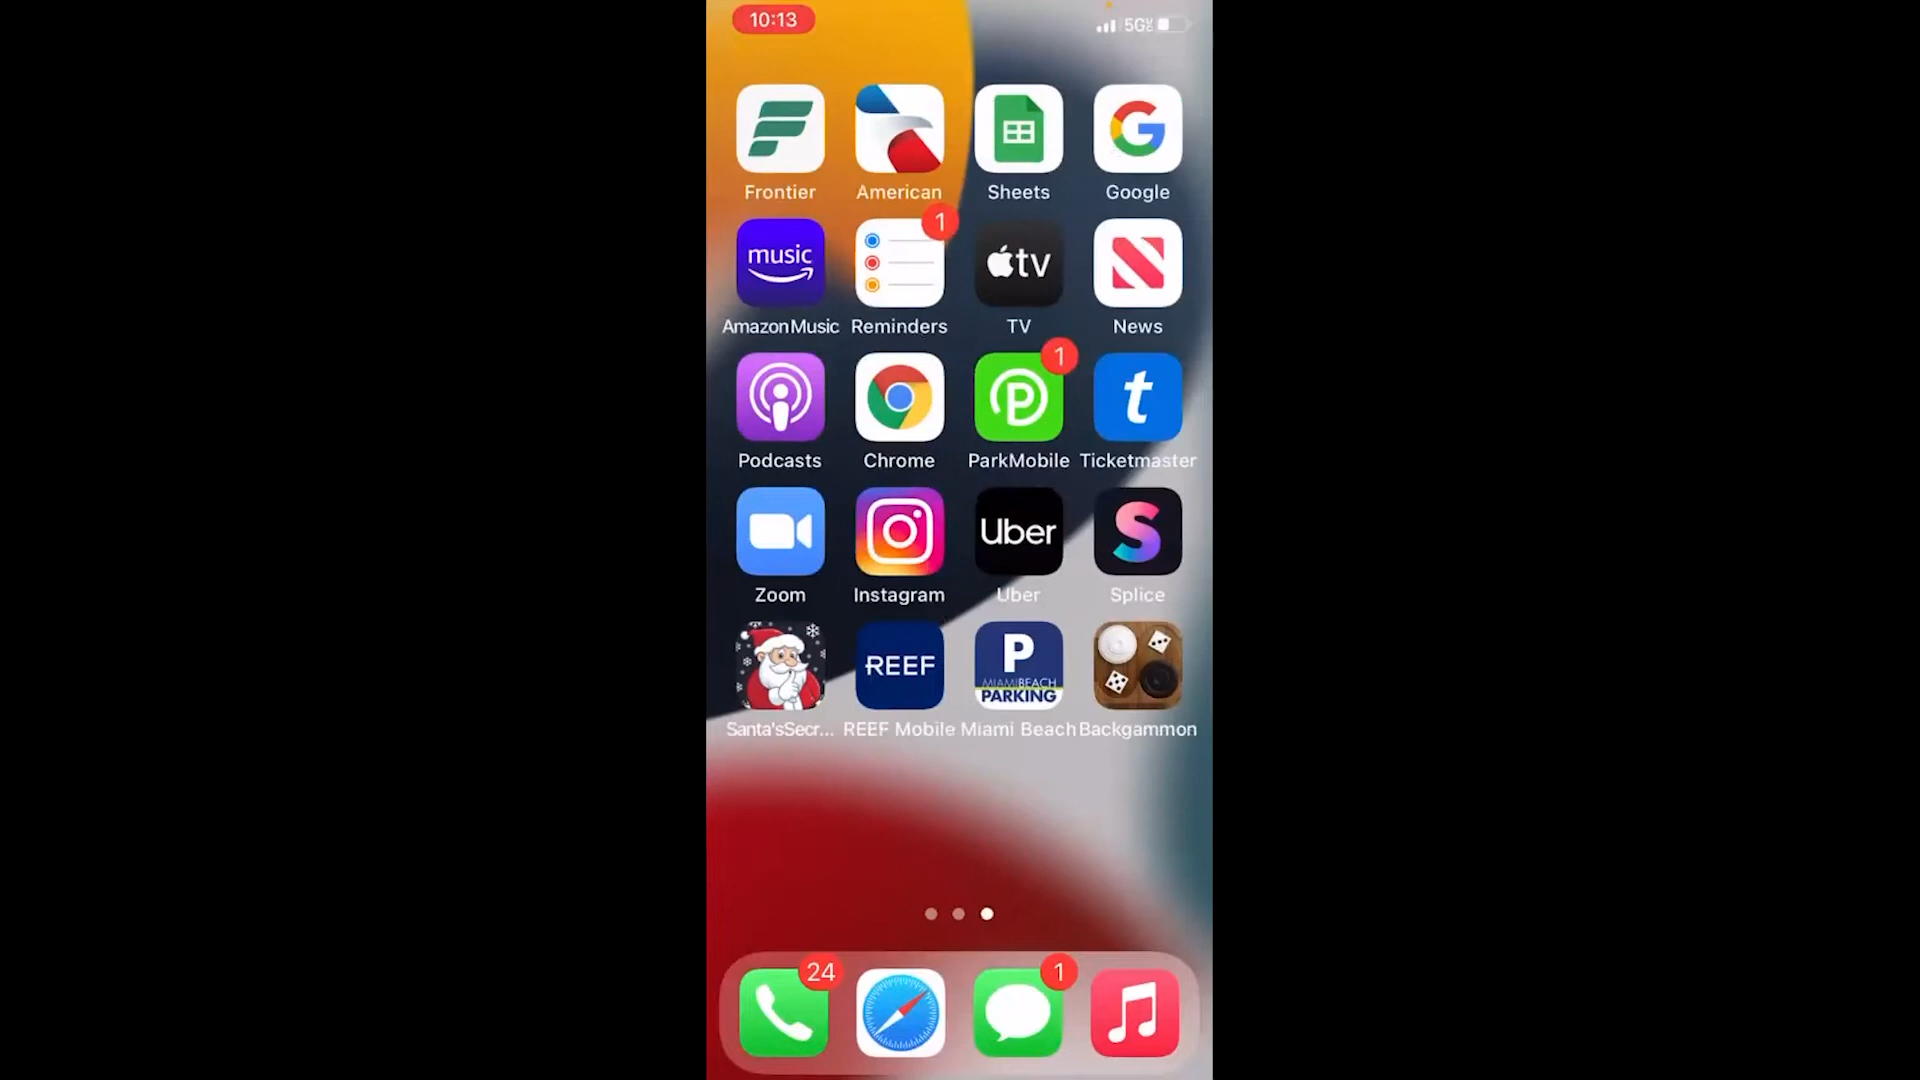 10:13 5G
Frontier American Sheets Google
music 1 tv
AmazonMusic Reminders TV News
P 1 t
Podcasts Chrome ParkMobile Ticketmaster
Uber S
Zoom Instagram Uber Splice
REEF P
MIAMIBEACH
PARKING
Santa'sSecr... REEF Mobile Miami Beach Backgammon
24 1